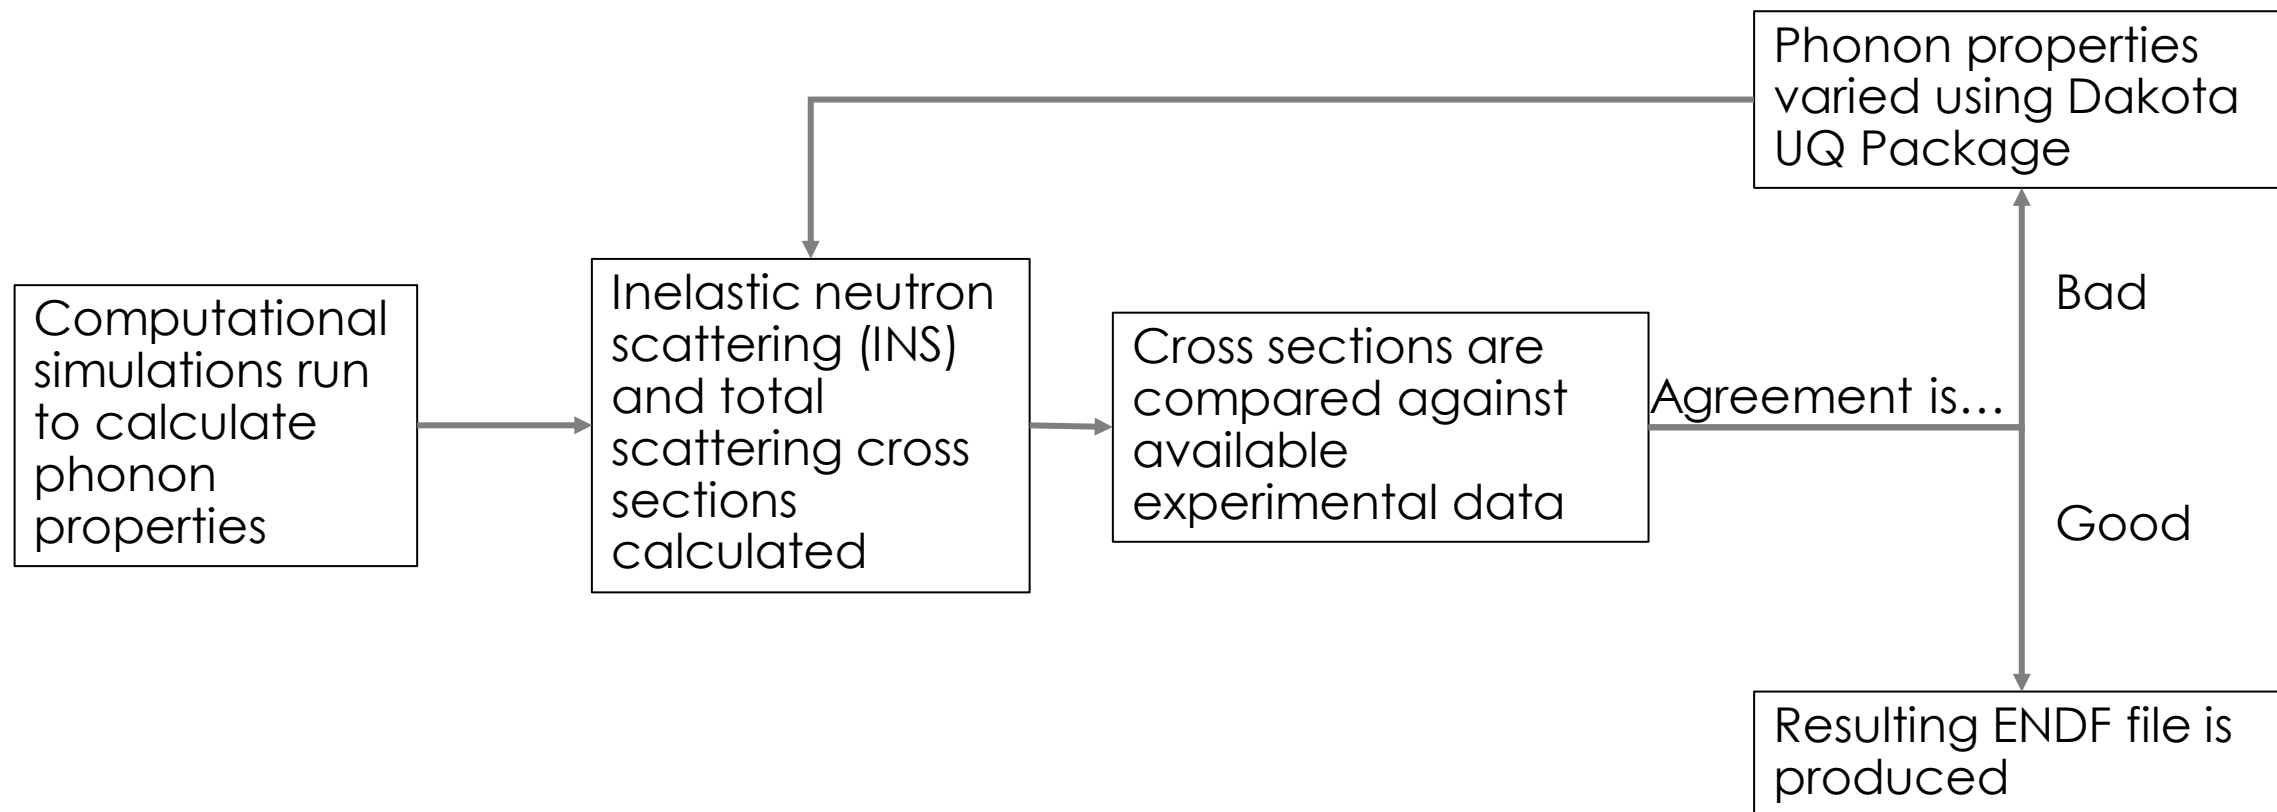 Computational
simulations run
to calculate
phonon
properties
Inelastic neutron
scattering (INS)
and total
scattering cross
sections
calculated
Cross sections are
compared against
available
experimental data
Agreement is...
Bad
Good
Phonon properties
varied using Dakota
UQ Package
Resulting ENDF file is
produced